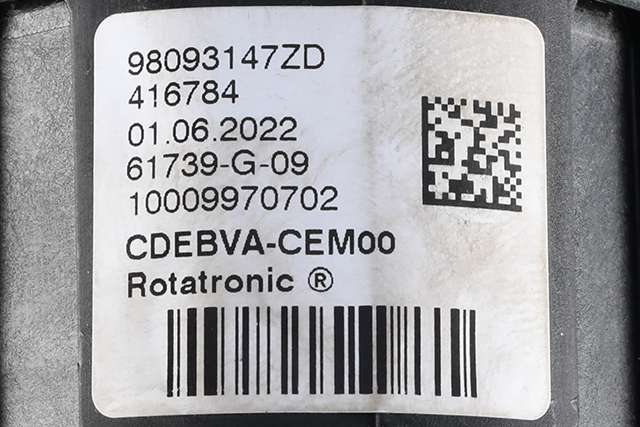 98093147ZD
416784
01.06.2022
61739-G-09
10009970702
CDEBVA-CEM00
Rotatronic ®